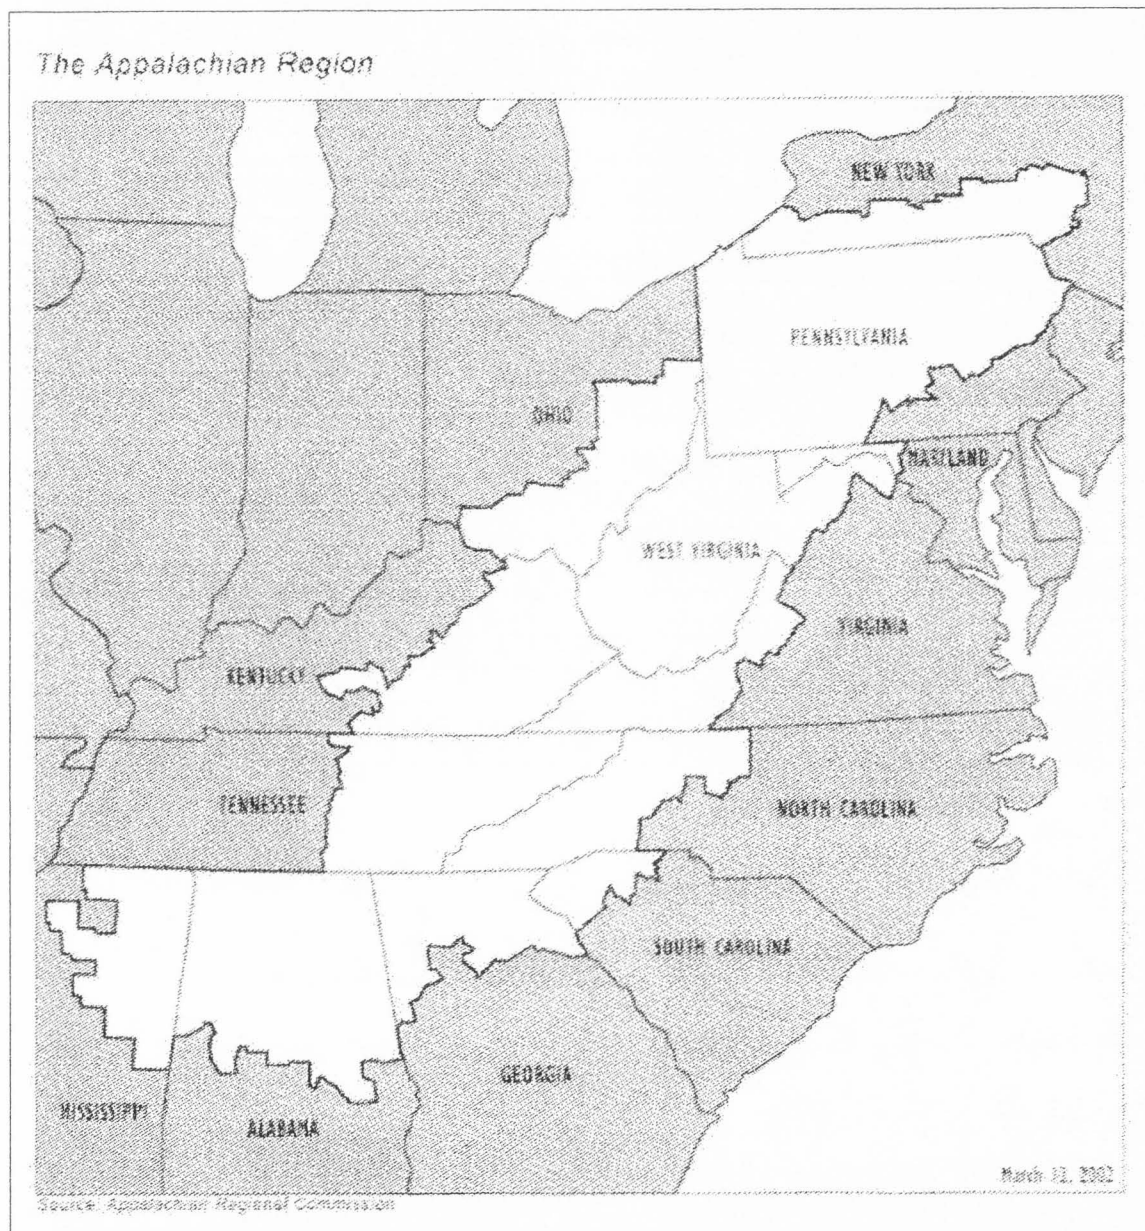 The Appalachian Region
NEW YORK
PENNSYLVANIA
OHIO
MARYLAND
WEST VIRGINIA
VIRGINIA
KENTUCKY
TENNESSEE
NORTH CAROLINA
SOUTH CAROLINA
GEORGIA
MISSISSIPPI
ALABAMA
March 12, 2002
Source: Appalachian Regional Commission